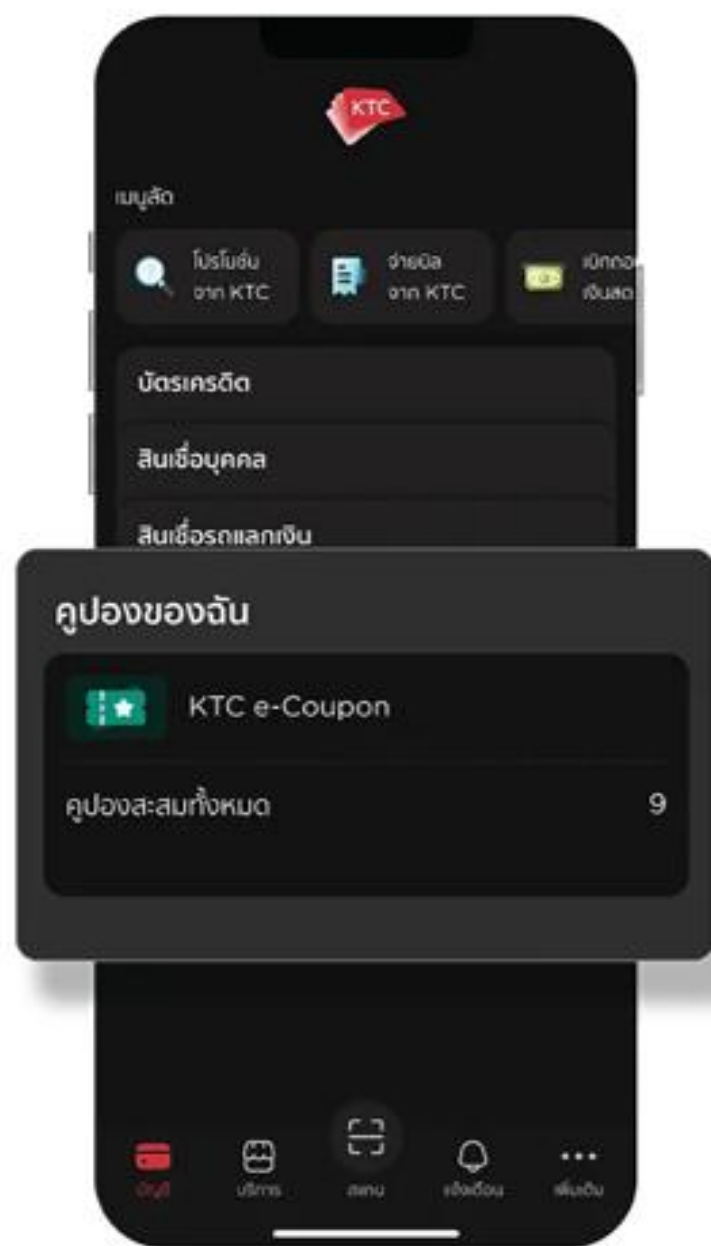 KTC
เมนูลัด
โปรโมชั่น
จาก KTC
จ่ายบิล
จาก KTC
เงินสด
บัตรเครดิต
สินเชื่อบุคคล
สินเชื่อรถแลกเงิน
คูปองของฉัน
KTC e-Coupon
คูปองสะสมทั้งหมด 9
บัญชี บริการ สแกน แจ้งเตือน เพิ่มเติม